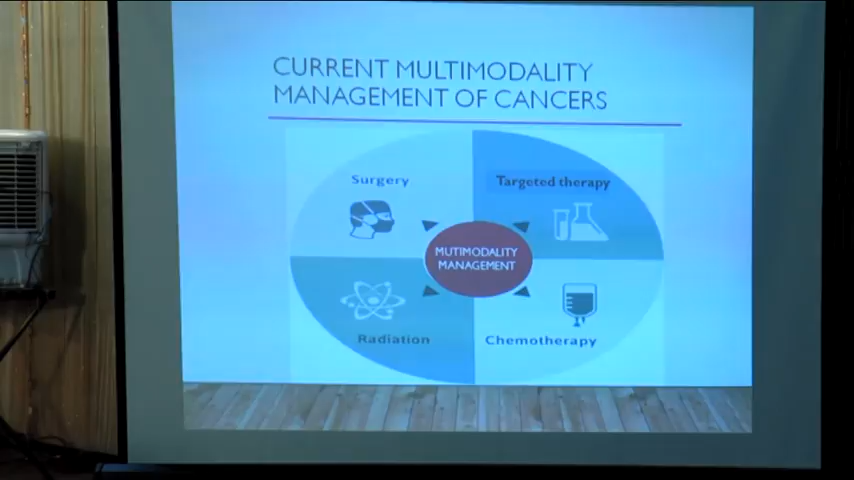 CURRENT MULTIMODALITY
MANAGEMENT OF CANCERS
Surgery
Targeted therapy
MUTIMODALITY
MANAGEMENT
Radiation
Chemotherapy